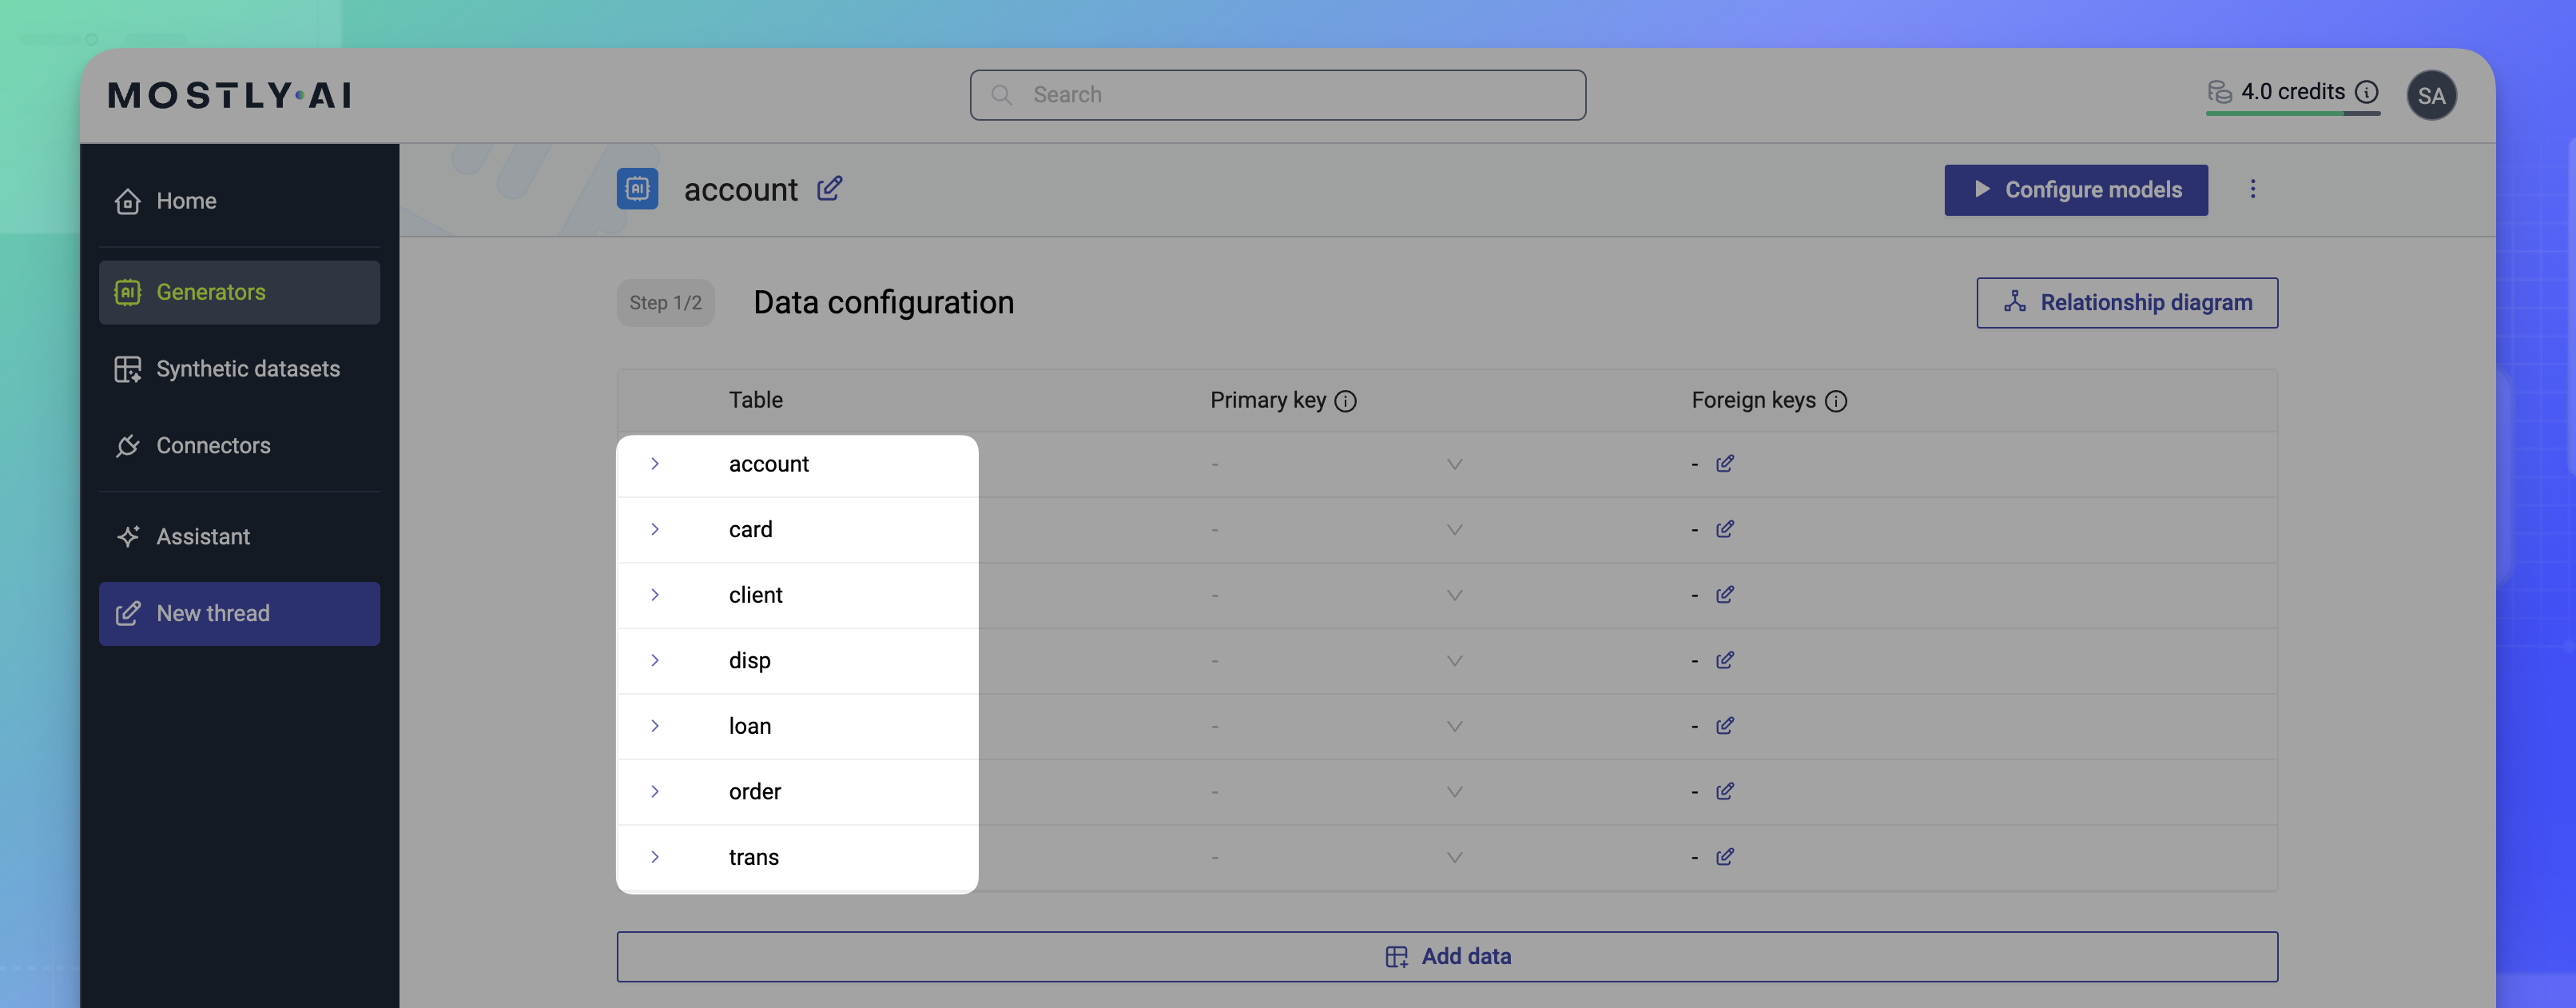 MOSTLY·AI
Search
4.0 credits
SA
Home
Generators
Synthetic datasets
Connectors
Assistant
New thread
account
Configure models
Step 1/2
Data configuration
Relationship diagram
Table Primary key Foreign keys
account - -
card - -
client - -
disp - -
loan - -
order - -
trans - -
Add data